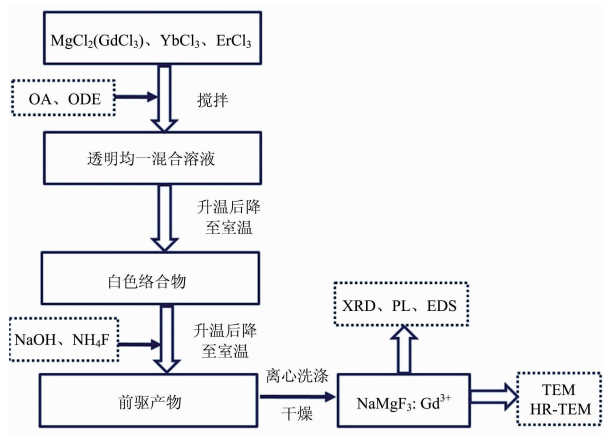 MgCl2(GdCl3)、YbCl3、ErCl3
OA、ODE
搅拌
透明均一混合溶液
升温后降
至室温
白色络合物
NaOH、NH4F
升温后降
至室温
XRD、PL、EDS
前驱产物
离心洗涤
干燥
NaMgF3: Gd3+
TEM
HR-TEM